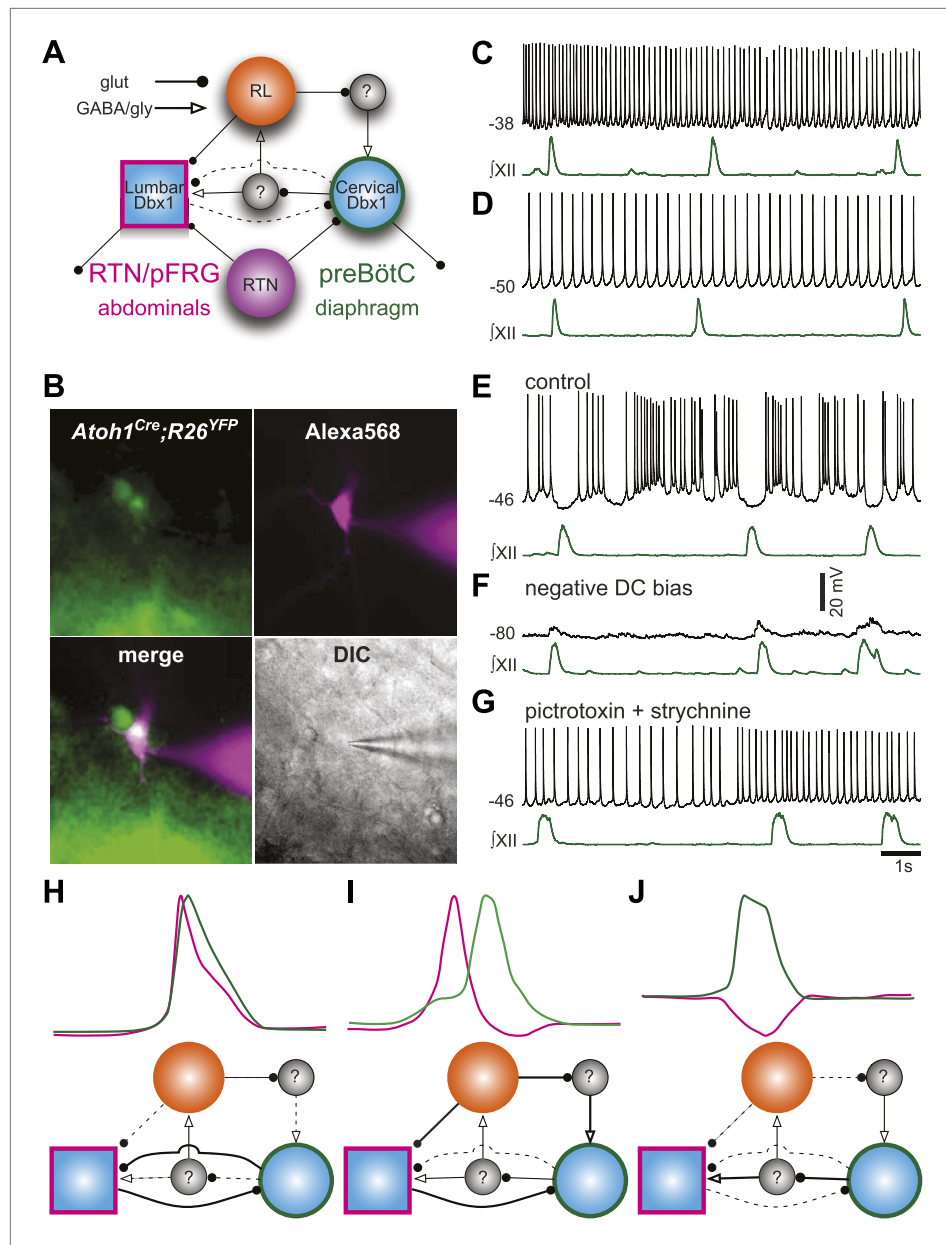 A
glut
GABA/gly
RL
?
Lumbar
Dbx1
?
Cervical
Dbx1
RTN/pFRG
abdominals
RTN
preBötC
diaphragm
B
Atoh1Cre;R26YFP
Alexa568
merge
DIC
C
-38
∫XII
D
-50
∫XII
E
control
-46
∫XII
F
negative DC bias
20 mV
-80
∫XII
G
pictrotoxin + strychnine
-46
∫XII
1s
H
I
J
?
?
?
?
?
?